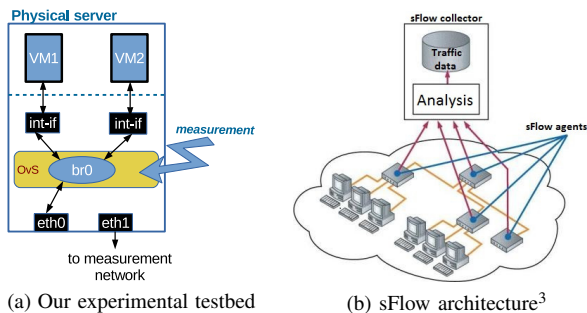 Physical server
VM1
VM2
int-if
int-if
measurement
OvS
br0
eth0
eth1
to measurement
network
(a) Our experimental testbed
sFlow collector
Traffic
data
Analysis
sFlow agents
(b) sFlow architecture³